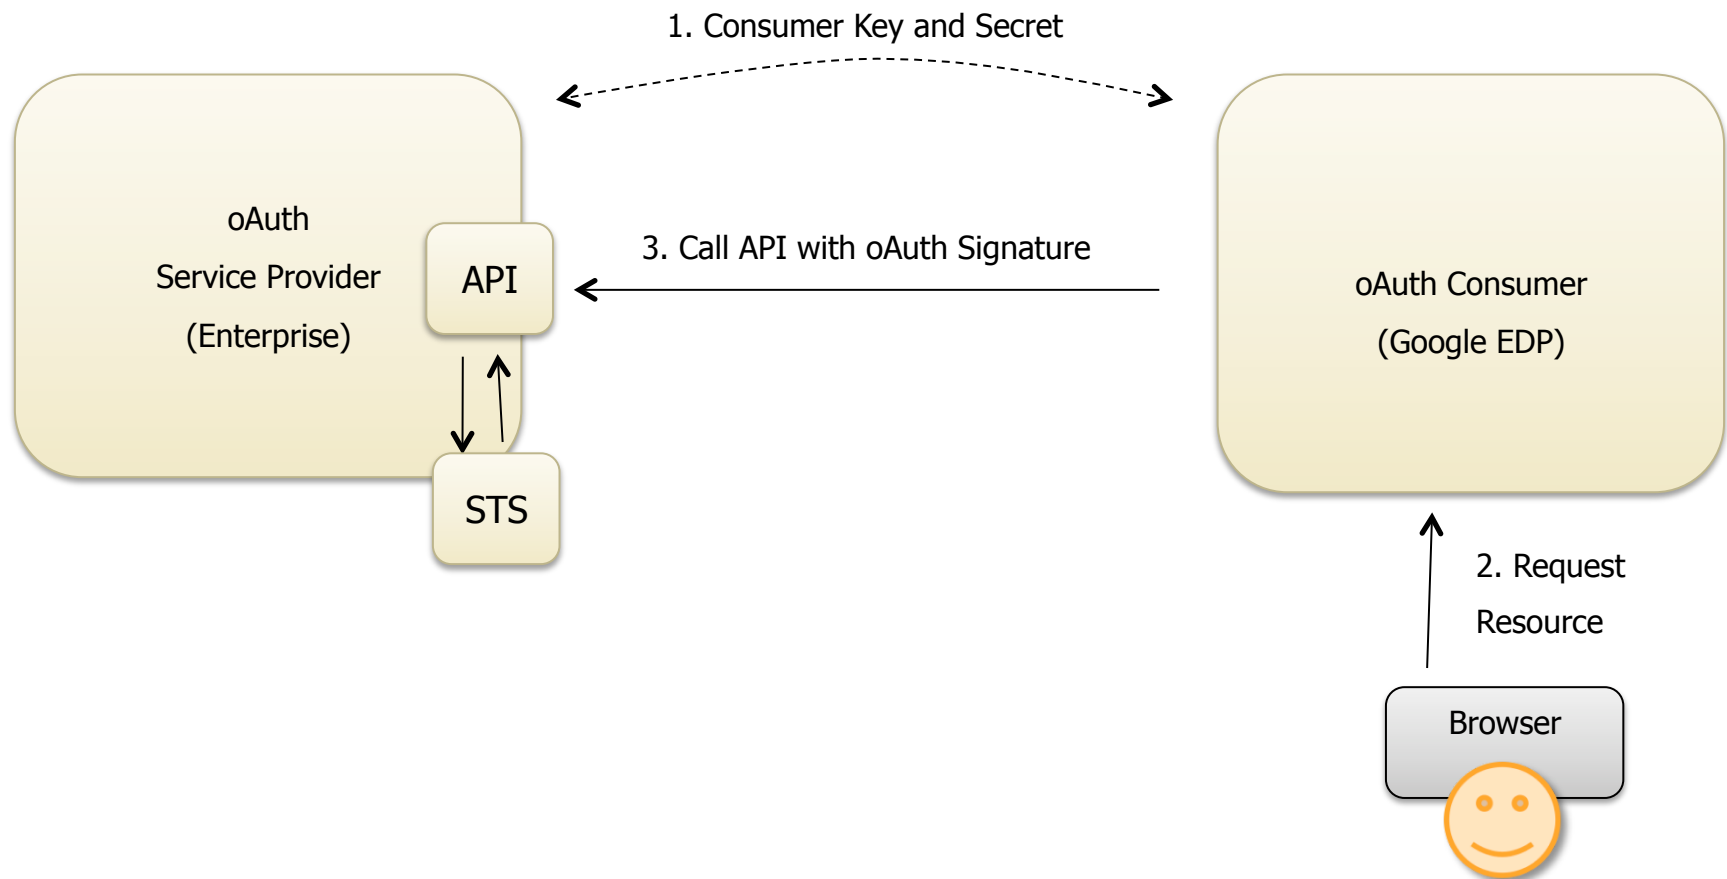 1. Consumer Key and Secret
oAuth
Service Provider
(Enterprise)
API
3. Call API with oAuth Signature
oAuth Consumer
(Google EDP)
STS
2. Request
Resource
Browser